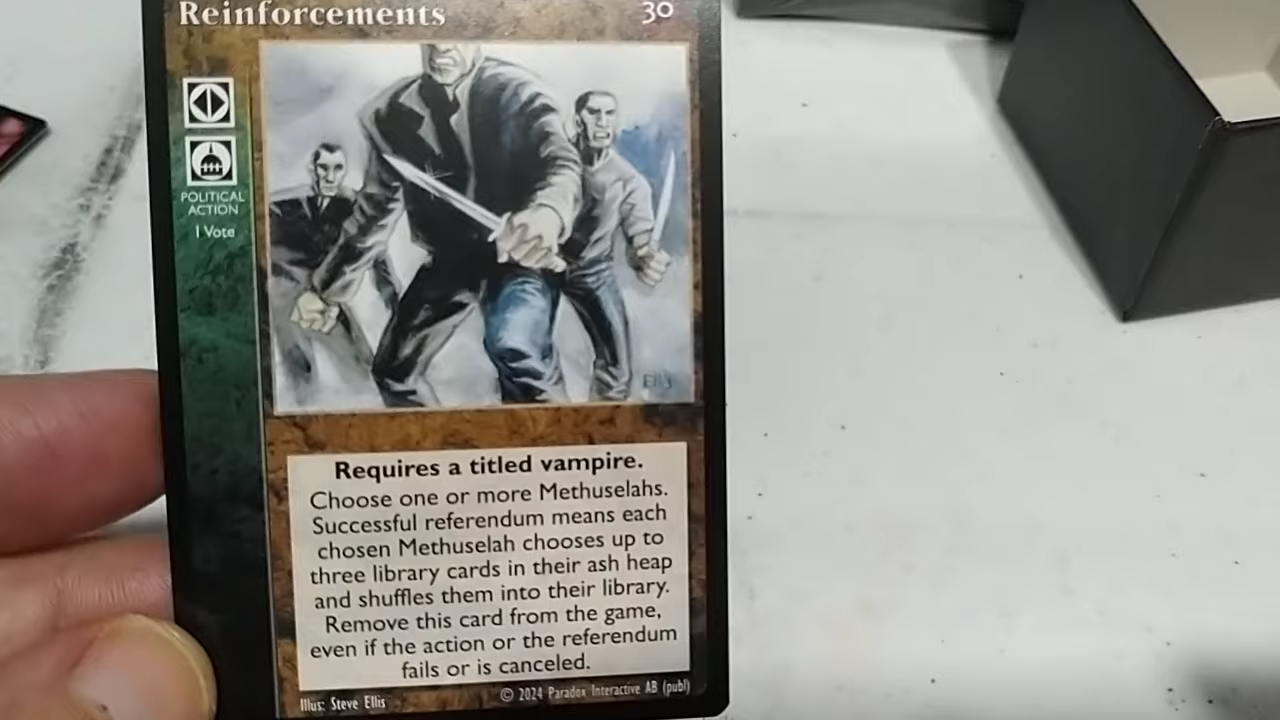 Reinforcements 30
POLITICAL
ACTION
1 Vote
Ellis
Requires a titled vampire.
Choose one or more Methuselahs.
Successful referendum means each
chosen Methuselah chooses up to
three library cards in their ash heap
and shuffles them into their library.
Remove this card from the game,
even if the action or the referendum
fails or is canceled.
Illus: Steve Ellis © 2024 Paradox Interactive AB (publ)